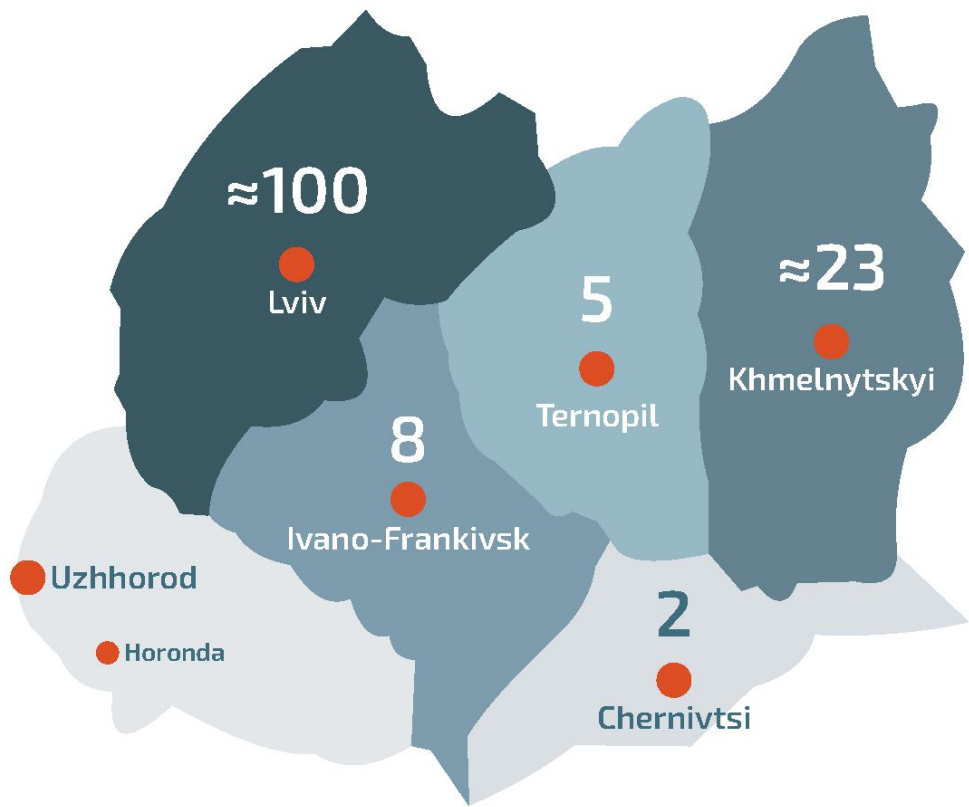 ≈100
Lviv
≈23
Khmelnytskyi
5
Ternopil
8
Ivano-Frankivsk
Uzhhorod
Horonda
2
Chernivtsi